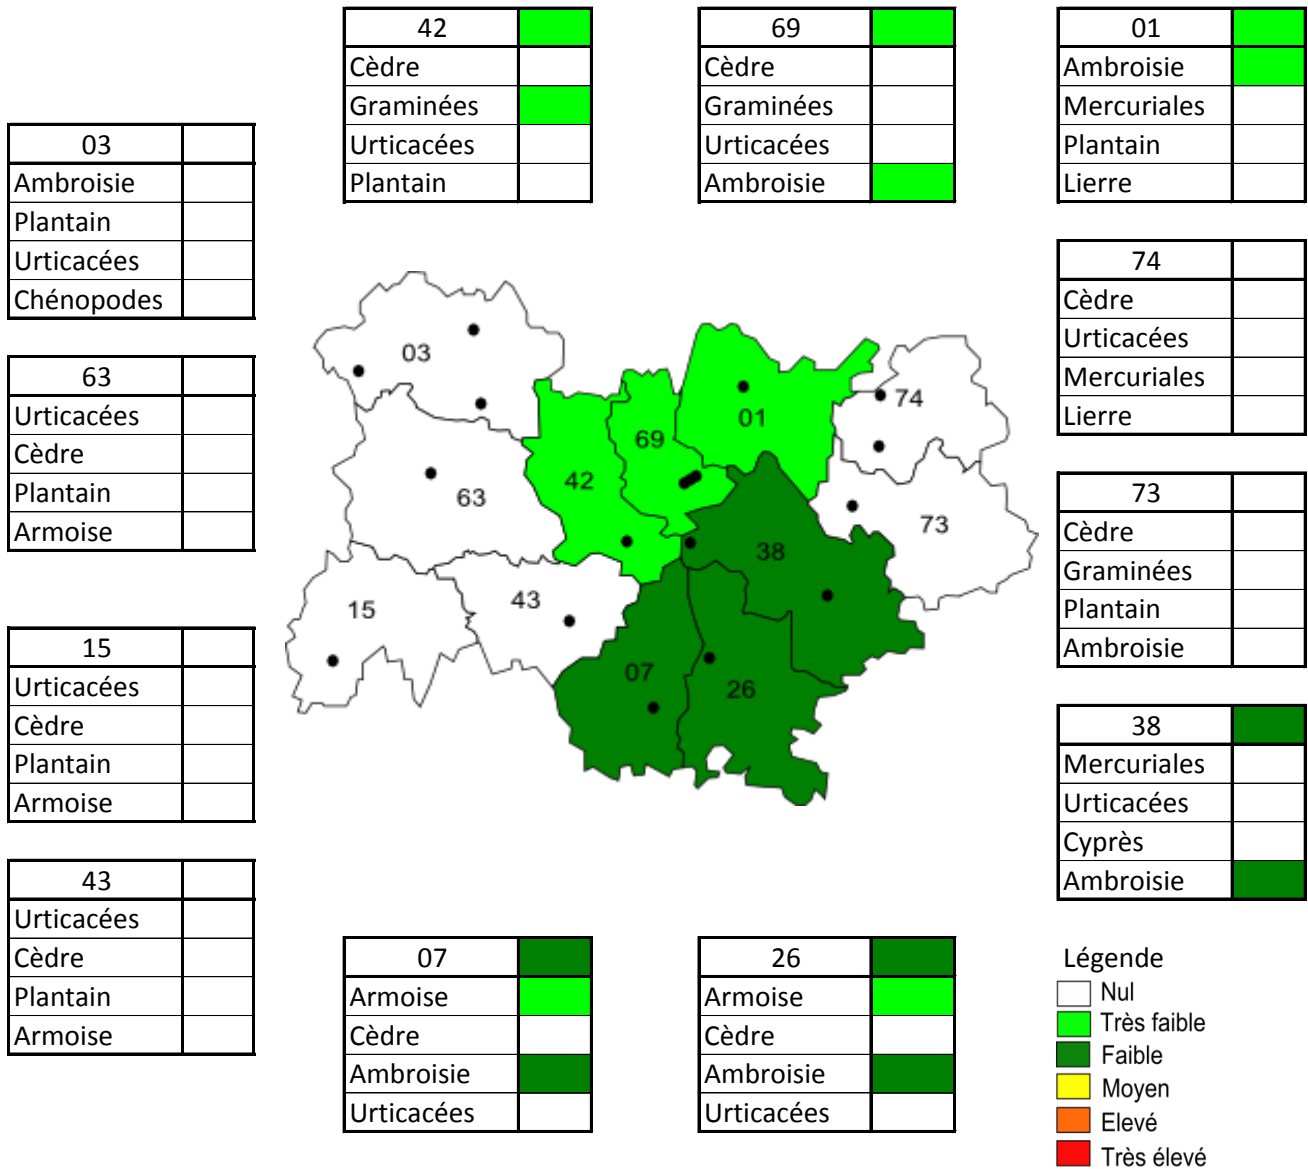 42
Cèdre
Graminées
Urticacées
Plantain
69
Cèdre
Graminées
Urticacées
Ambroisie
01
Ambroisie
Mercuriales
Plantain
Lierre
03
Ambroisie
Plantain
Urticacées
Chénopodes
74
Cèdre
Urticacées
Mercuriales
Lierre
63
Urticacées
Cèdre
Plantain
Armoise
03
74
01
69
42
63
73
38
43
15
07
26
73
Cèdre
Graminées
Plantain
Ambroisie
15
Urticacées
Cèdre
Plantain
Armoise
38
Mercuriales
Urticacées
Cyprès
Ambroisie
43
Urticacées
Cèdre
Plantain
Armoise
07
Armoise
Cèdre
Ambroisie
Urticacées
26
Armoise
Cèdre
Ambroisie
Urticacées
Légende
Nul
Très faible
Faible
Moyen
Elevé
Très élevé